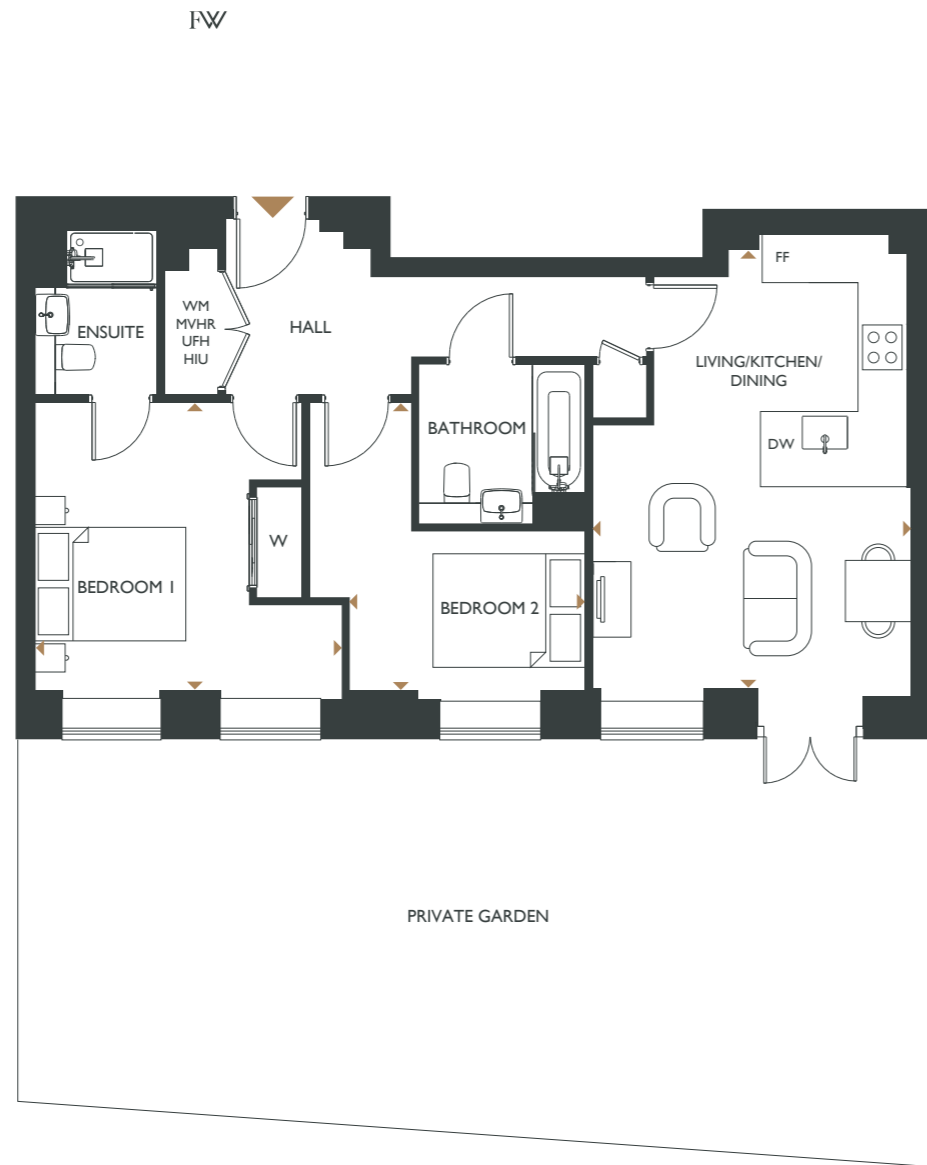 FW
FF
WM
MVHR
UFH
HIU
HALL
ENSUITE
LIVING/KITCHEN/
DINING
BATHROOM
DW
W
BEDROOM 1
BEDROOM 2
PRIVATE GARDEN